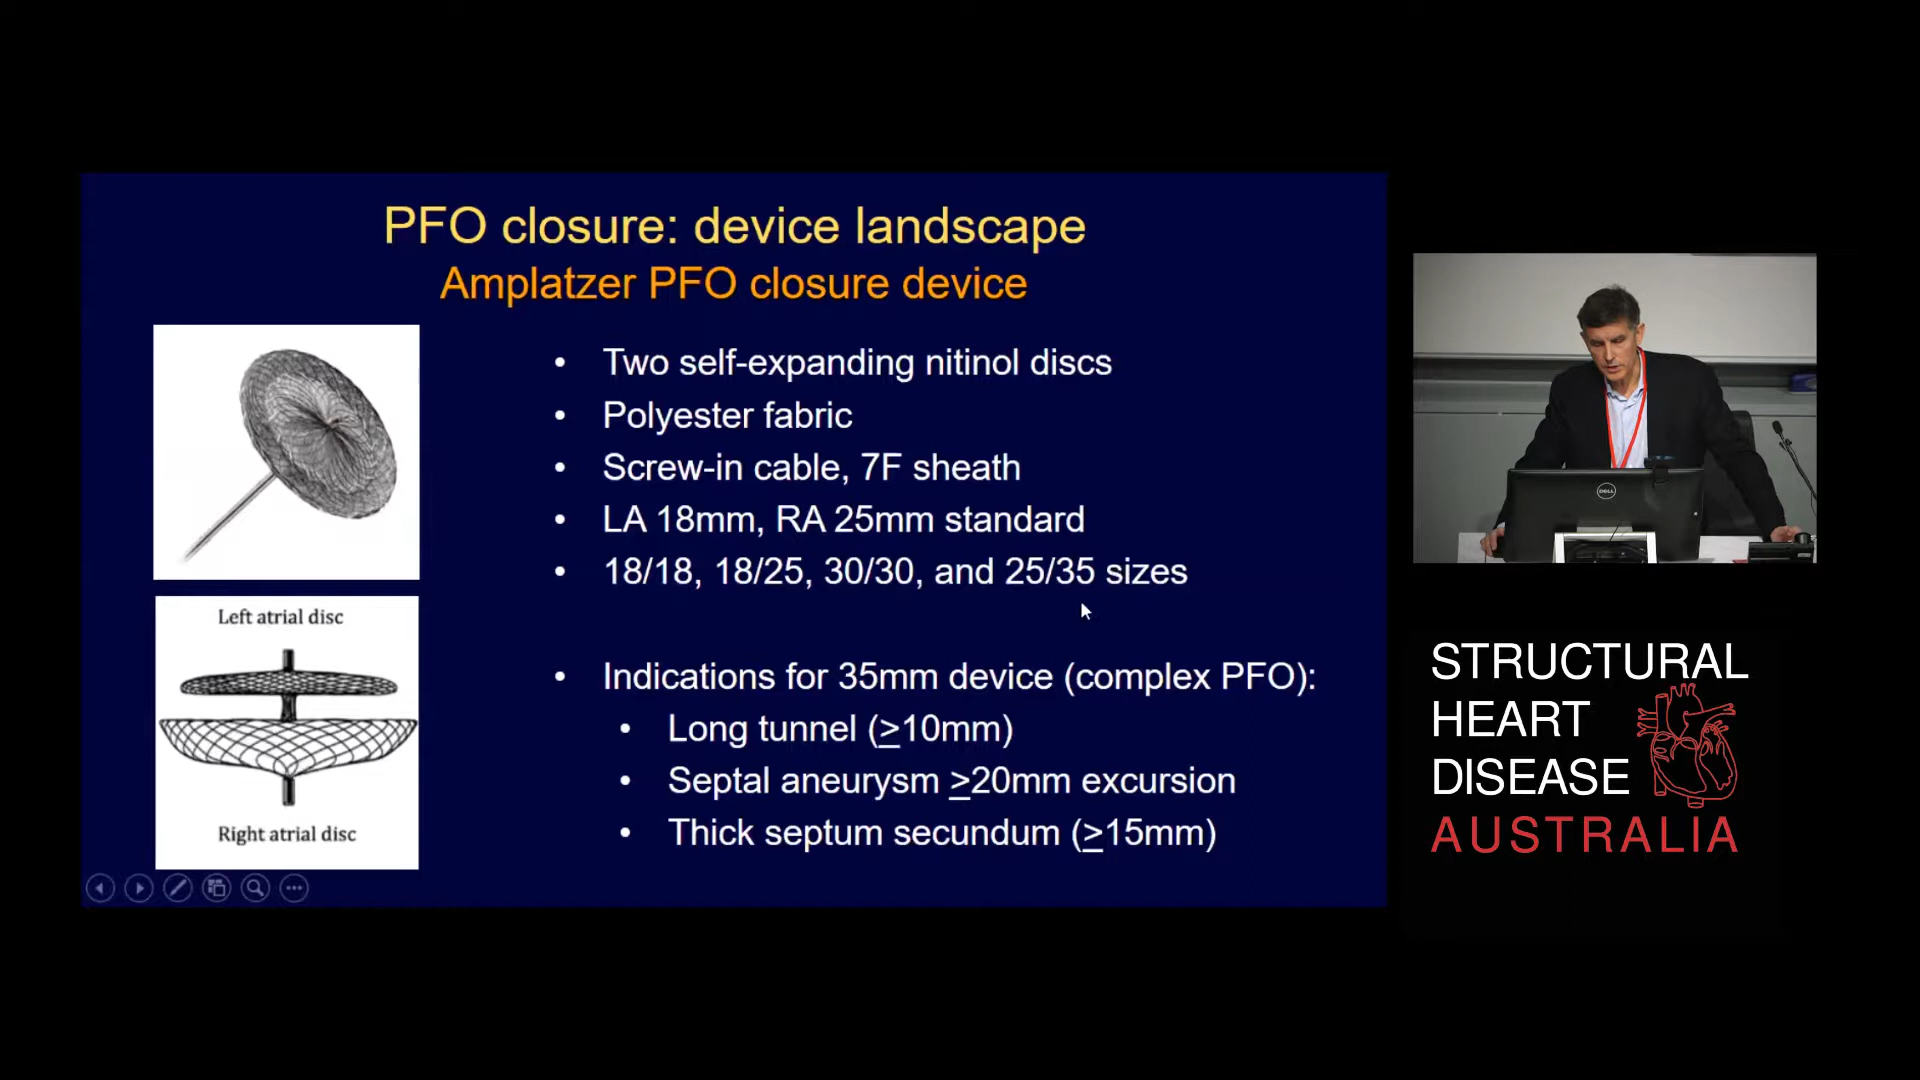 PFO closure: device landscape
Amplatzer PFO closure device
• Two self-expanding nitinol discs
• Polyester fabric
• Screw-in cable, 7F sheath
• LA 18mm, RA 25mm standard
• 18/18, 18/25, 30/30, and 25/35 sizes
• Indications for 35mm device (complex PFO):
• Long tunnel (≥10mm)
• Septal aneurysm ≥20mm excursion
• Thick septum secundum (≥15mm)
Left atrial disc
Right atrial disc
DELL
STRUCTURAL
HEART
DISEASE
AUSTRALIA